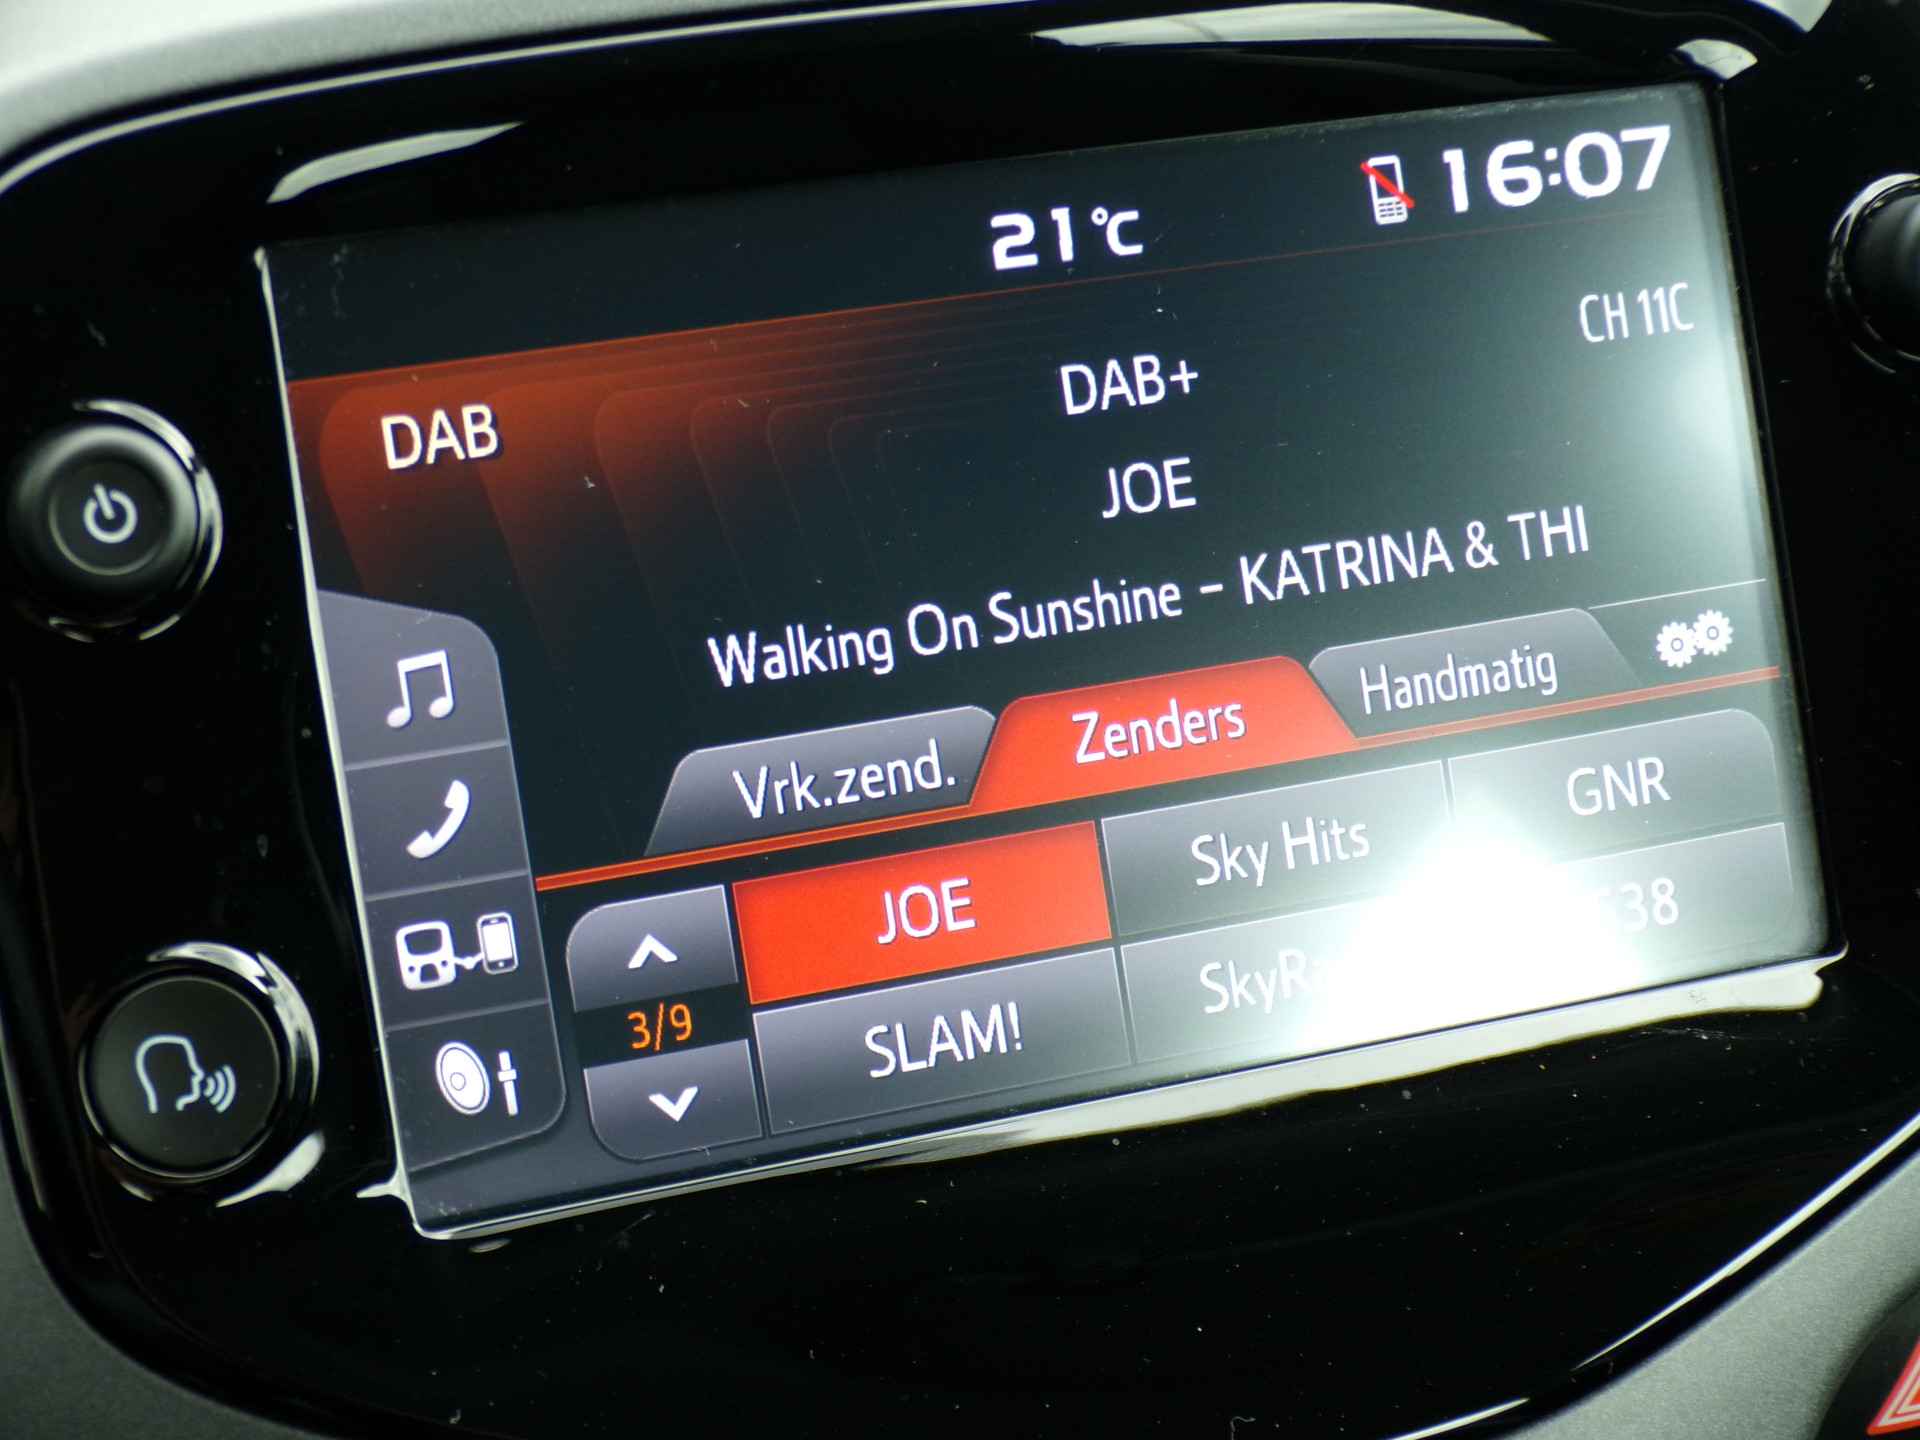 21°C 16:07
CH 11C
DAB DAB+
JOE
Walking On Sunshine - KATRINA & THI
Vrk.zend. Zenders Handmatig
JOE Sky Hits GNR
3/9
SLAM! 38